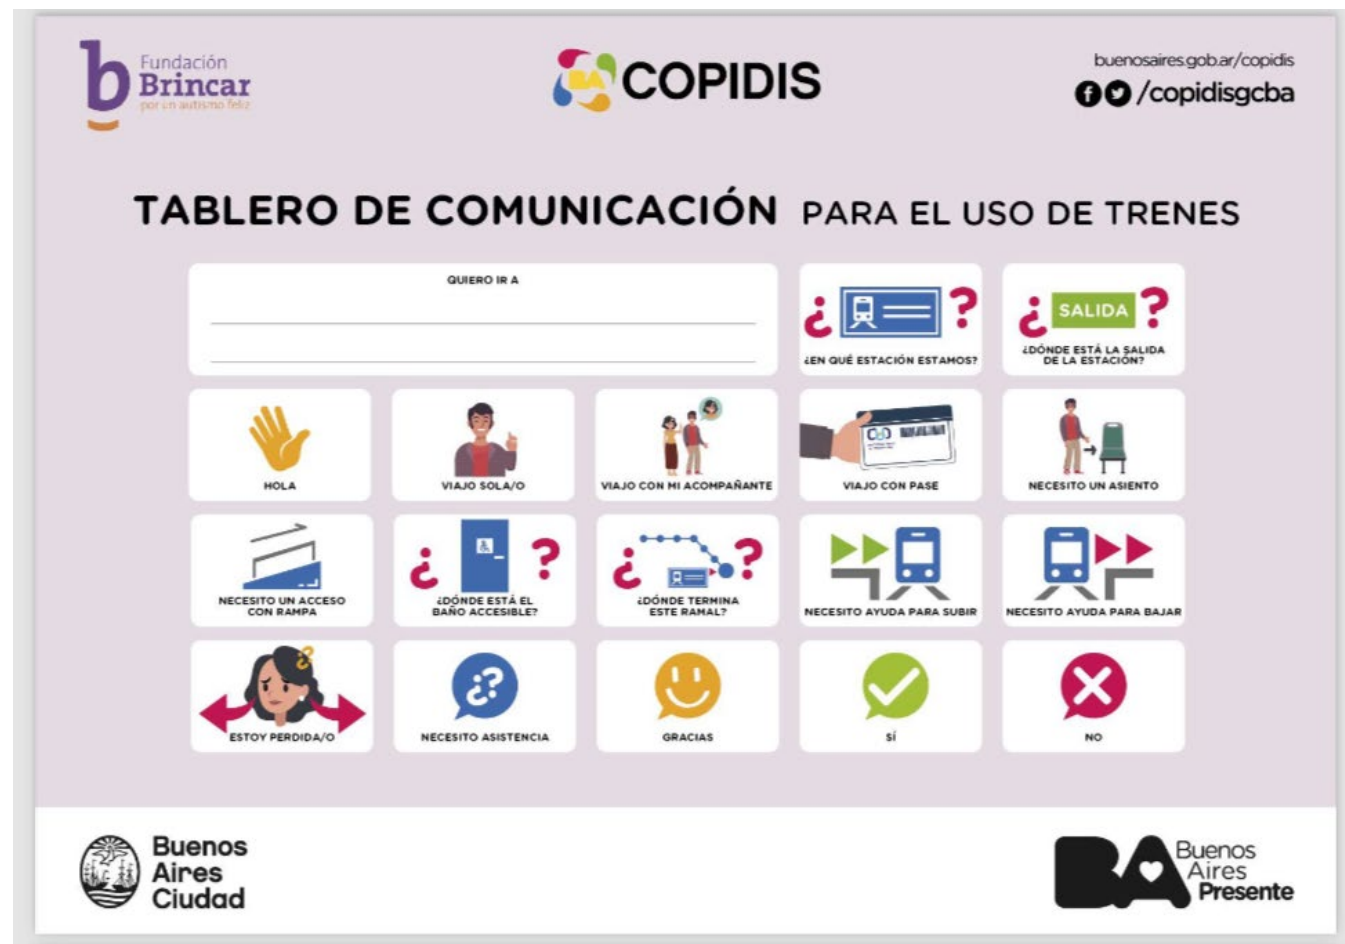 Fundación
Brincar
por un autismo feliz
BA COPIDIS
buenosaires.gob.ar/copidis
/copidisgcba
TABLERO DE COMUNICACIÓN PARA EL USO DE TRENES
QUIERO IR A
¿ ?
¿EN QUÉ ESTACIÓN ESTAMOS?
¿ SALIDA ?
¿DÓNDE ESTÁ LA SALIDA
DE LA ESTACIÓN?
HOLA
VIAJO SOLA/O
VIAJO CON MI ACOMPAÑANTE
VIAJO CON PASE
NECESITO UN ASIENTO
NECESITO UN ACCESO
CON RAMPA
¿ ?
¿DÓNDE ESTÁ EL
BAÑO ACCESIBLE?
¿ ?
¿DÓNDE TERMINA
ESTE RAMAL?
NECESITO AYUDA PARA SUBIR
NECESITO AYUDA PARA BAJAR
¿?
ESTOY PERDIDA/O
¿?
NECESITO ASISTENCIA
GRACIAS
SÍ
NO
Buenos
Aires
Ciudad
BA
Buenos
Aires
Presente